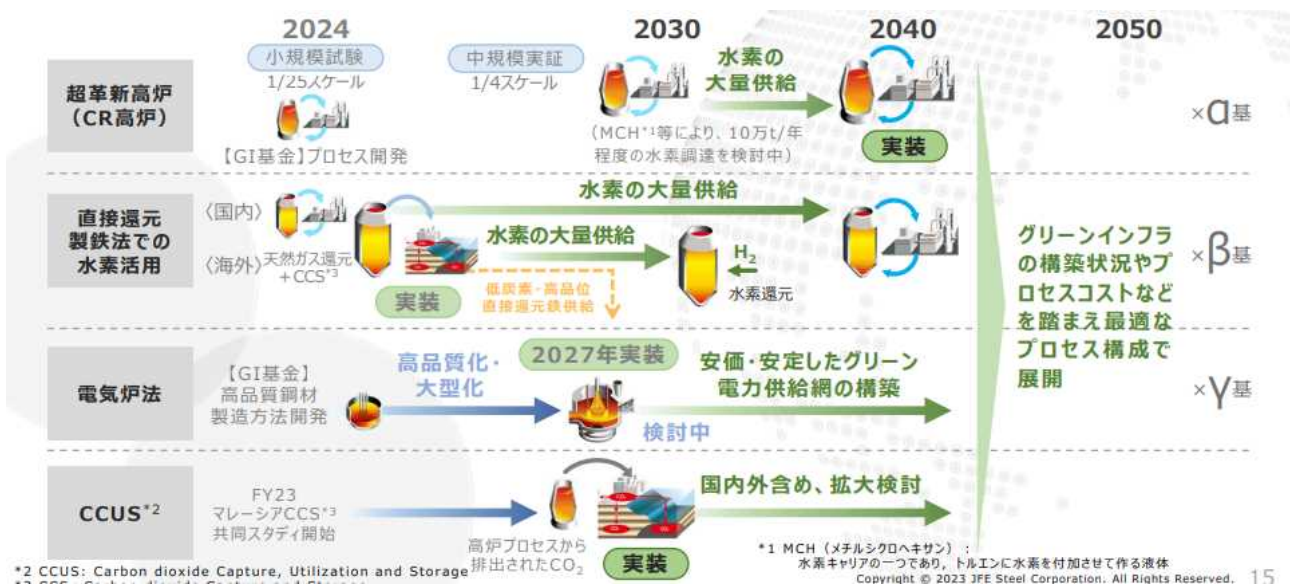 2024
2030
2040
2050
超革新高炉
(CR高炉)
小規模試験
1/25スケール
【GI基金】プロセス開発
中規模実証
1/4スケール
(MCH*1等により、10万t/年
程度の水素調達を検討中)
水素の
大量供給
実装
×α基
直接還元
製鉄法での
水素活用
〈国内〉
〈海外〉
天然ガス還元
+CCS*3
実装
水素の大量供給
水素の大量供給
低炭素・高品位
直接還元鉄供給
H2
水素還元
×β基
電気炉法
【GI基金】
高品質鋼材
製造方法開発
高品質化・
大型化
2027年実装
検討中
安価・安定したグリーン
電力供給網の構築
×γ基
CCUS*2
FY23
マレーシアCCS*3
共同スタディ開始
高炉プロセスから
排出されたCO2
実装
国内外含め、拡大検討
グリーンインフラ
の構築状況やプ
ロセスコストなど
を踏まえ最適な
プロセス構成で
展開
*1 MCH(メチルシクロヘキサン):
水素キャリアの一つであり,トルエンに水素を付加させて作る液体
*2 CCUS: Carbon dioxide Capture, Utilization and Storage
*3 CCS: Carbon dioxide Capture and Storage
Copyright © 2023 JFE Steel Corporation. All Rights Reserved.
15